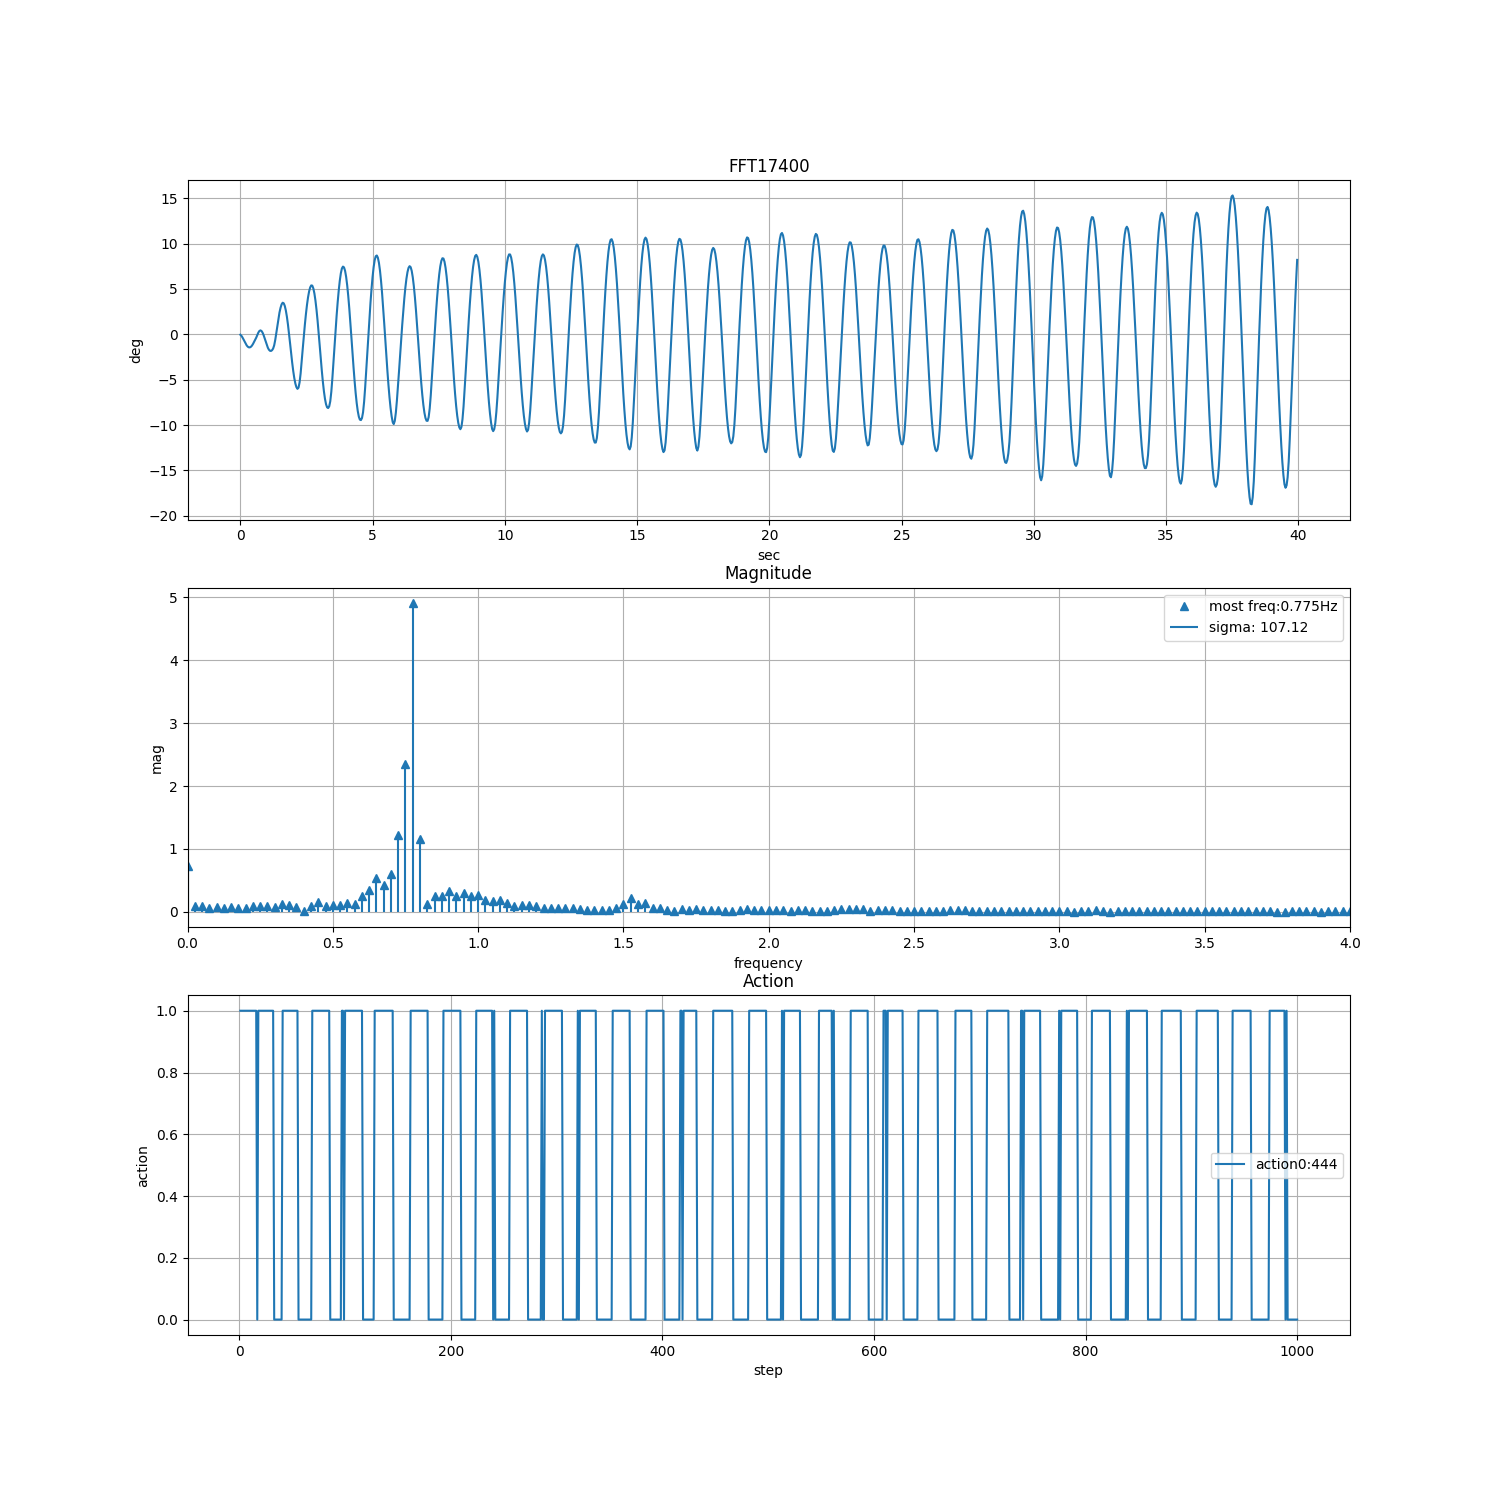 FFT17400
15
10
5
0
−5
−10
−15
−20
deg
0 5 10 15 20 25 30 35 40
sec
Magnitude
5
4
3
2
1
0
mag
most freq:0.775Hz
sigma: 107.12
0.0 0.5 1.0 1.5 2.0 2.5 3.0 3.5 4.0
frequency
Action
1.0
0.8
0.6
0.4
0.2
0.0
action
action0:444
0 200 400 600 800 1000
step